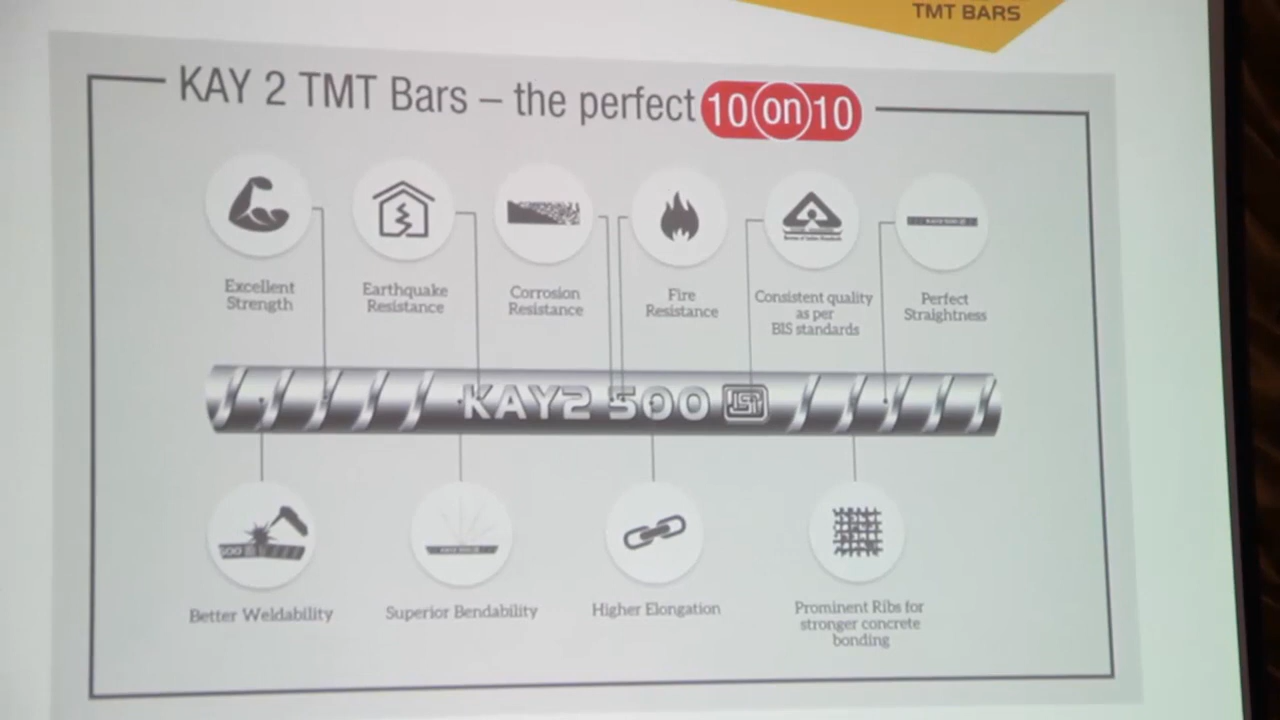 TMT BARS
KAY 2 TMT Bars – the perfect 10 on 10
Excellent
Strength
Earthquake
Resistance
Corrosion
Resistance
Fire
Resistance
Consistent quality
as per
BIS standards
Perfect
Straightness
KAY2 500 ISI
Better Weldability
Superior Bendability
Higher Elongation
Prominent Ribs for
stronger concrete
bonding